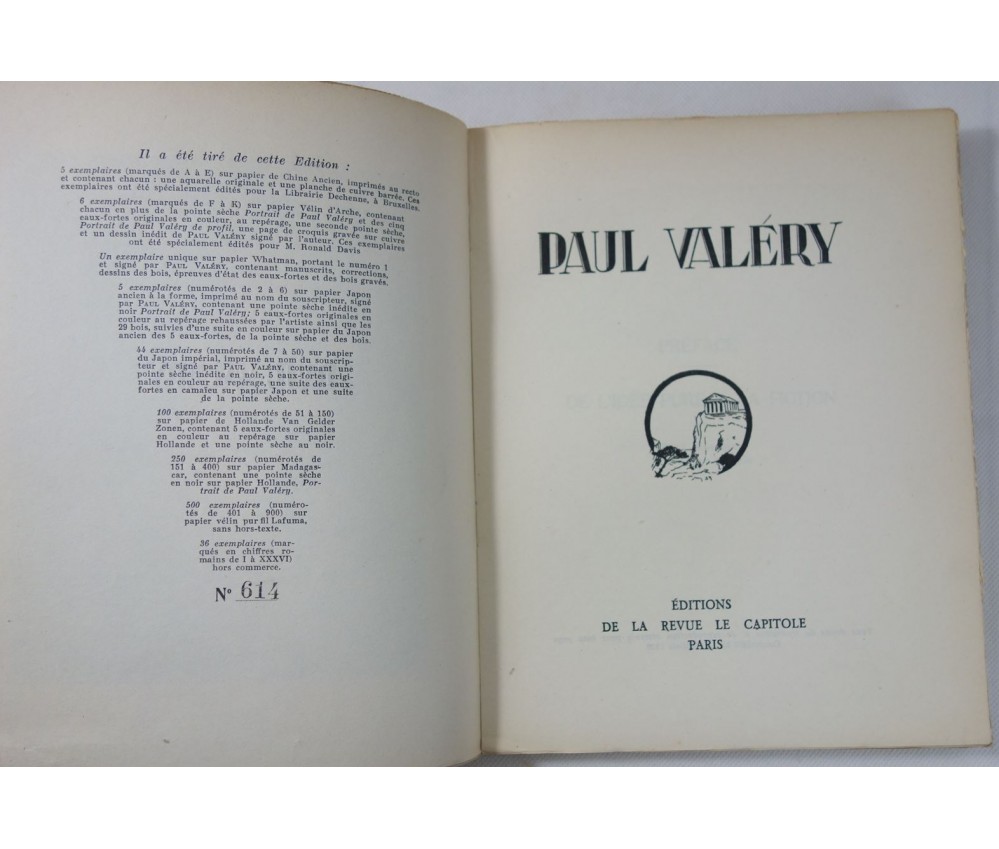 Il a été tiré de cette Edition :
5 exemplaires (marqués de A à E) sur papier de Chine Ancien, imprimés au recto
et contenant chacun : une aquarelle originale et une planche de cuivre barrée. Ces
exemplaires ont été spécialement édités pour la Librairie Dechenne, à Bruxelles.
6 exemplaires (marqués de F à K) sur papier Vélin d'Arche, contenant
chacun en plus de la pointe sèche Portrait de Paul Valéry et des cinq
eaux-fortes originales en couleur, au repérage, une seconde pointe sèche,
Portrait de Paul Valéry de profil, une page de croquis gravée sur cuivre
et un dessin inédit de PAUL VALÉRY signé par l'auteur. Ces exemplaires
ont été spécialement édités pour M. Ronald Davis
Un exemplaire unique sur papier Whatman, portant le numéro 1
et signé par PAUL VALÉRY, contenant manuscrits, corrections,
dessins des bois, épreuves d'état des eaux-fortes et des bois gravés.
5 exemplaires (numérotés de 2 à 6) sur papier Japon
ancien à la forme, imprimé au nom du souscripteur, signé
par PAUL VALÉRY, contenant une pointe sèche inédite en
noir Portrait de Paul Valéry; 5 eaux-fortes originales en
couleur au repérage rehaussées par l'artiste ainsi que les
29 bois, suivies d'une suite en couleur sur papier du Japon
ancien des 5 eaux-fortes, de la pointe sèche et des bois.
44 exemplaires (numérotés de 7 à 50) sur papier
du Japon impérial, imprimé au nom du souscrip-
teur et signé par PAUL VALÉRY, contenant une
pointe sèche inédite en noir, 5 eaux-fortes origi-
nales en couleur au repérage, une suite des eaux-
fortes en camaïeu sur papier Japon et une suite
de la pointe sèche.
100 exemplaires (numérotés de 51 à 150)
sur papier de Hollande Van Gelder
Zonen, contenant 5 eaux-fortes originales
en couleur au repérage sur papier
Hollande et une pointe sèche au noir.
250 exemplaires (numérotés de
151 à 400) sur papier Madagas-
car, contenant une pointe sèche
en noir sur papier Hollande, Por-
trait de Paul Valéry.
500 exemplaires (numéro-
tés de 401 à 900) sur
papier vélin pur fil Lafuma,
sans hors-texte.
36 exemplaires (mar-
qués en chiffres ro-
mains de I à XXXVI)
hors commerce.
N° 614
PAUL VALÉRY
ÉDITIONS
DE LA REVUE LE CAPITOLE
PARIS